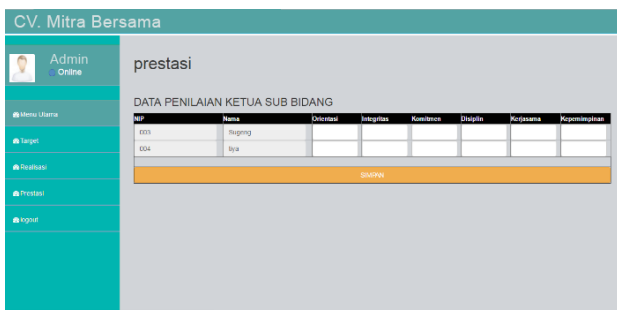 CV. Mitra Bersama
Admin
Online
Menu Utama
Target
Realisasi
Prestasi
logout
prestasi
DATA PENILAIAN KETUA SUB BIDANG
NIP Nama Orientasi Integritas Komitmen Disiplin Kerjasama Kepemimpinan
003 Sugeng
004
SIMPAN